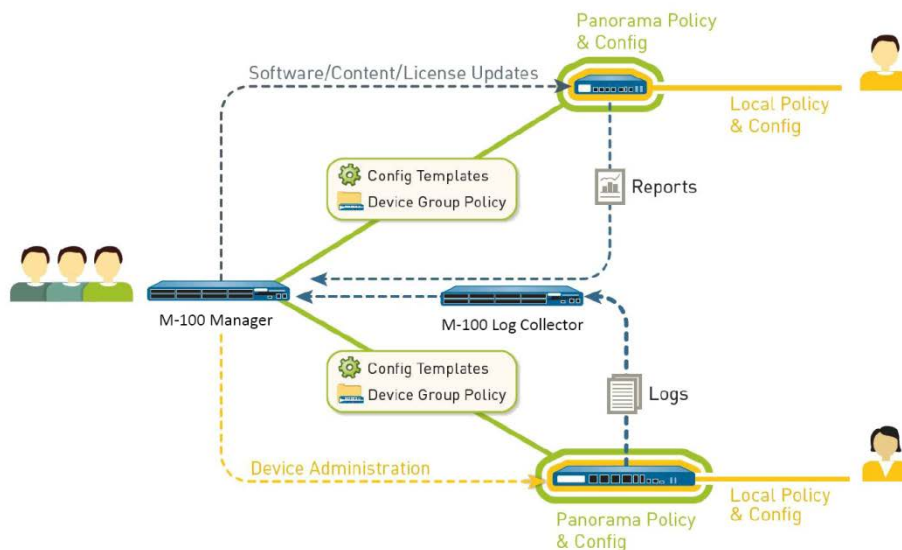 Panorama Policy
& Config
Software/Content/License Updates
Local Policy
& Config
Config Templates
Device Group Policy
Reports
M-100 Manager
M-100 Log Collector
Config Templates
Device Group Policy
Logs
Device Administration
Local Policy
& Config
Panorama Policy
& Config